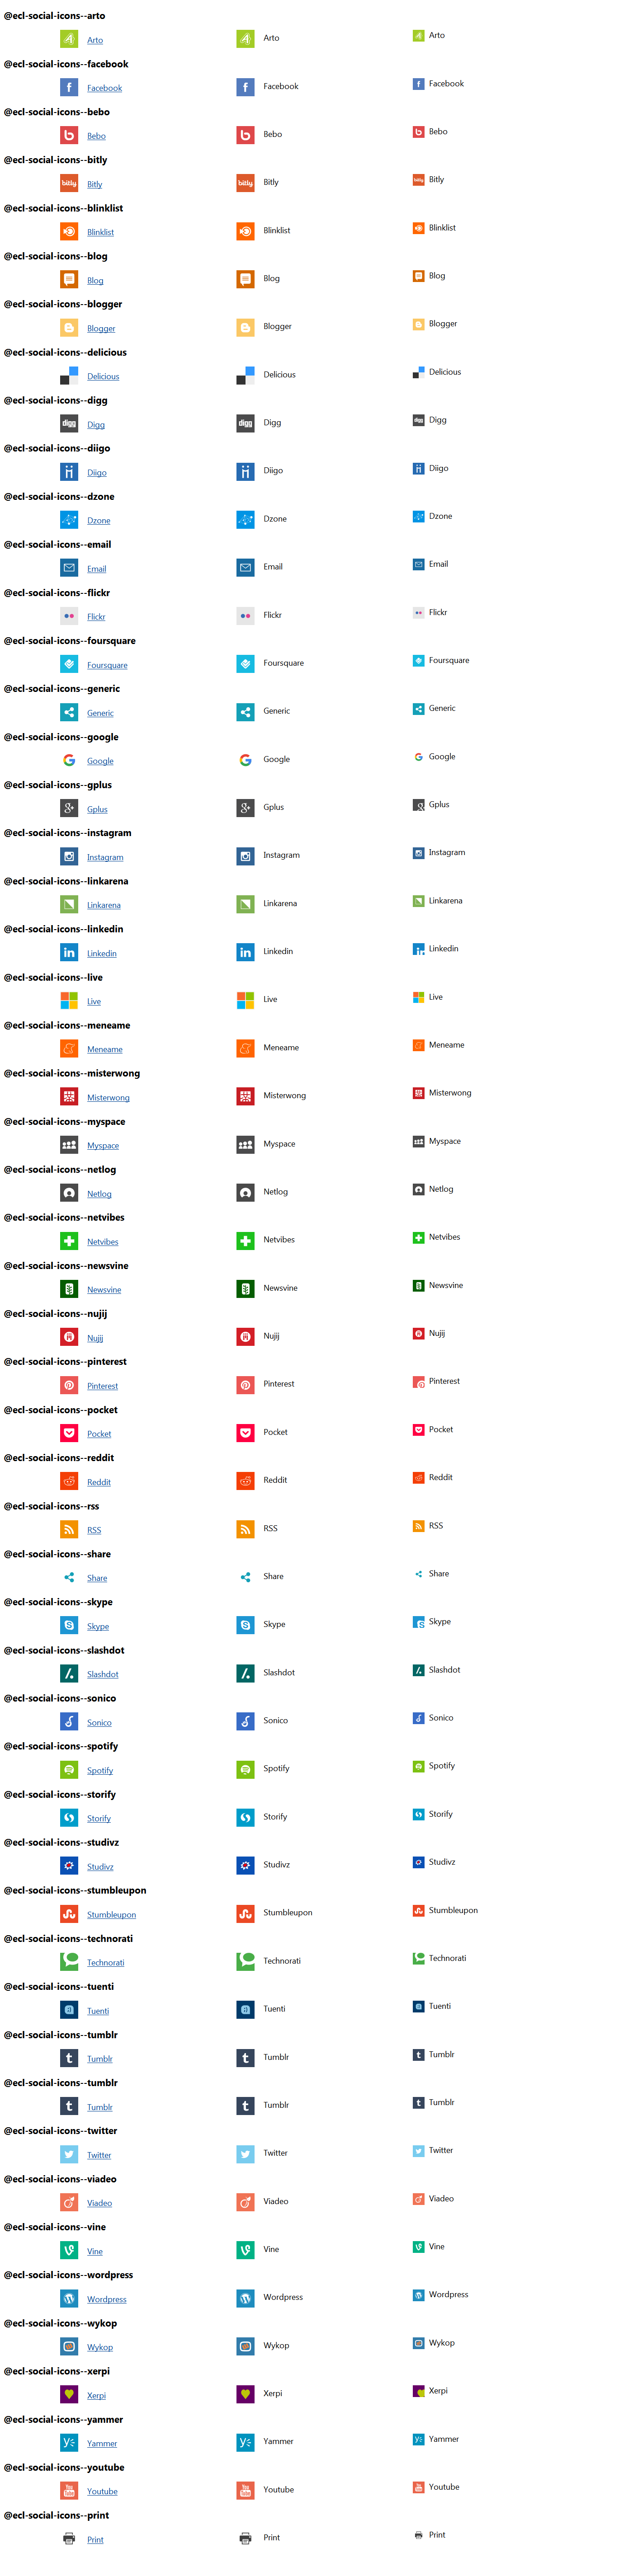 @ecl-social-icons--arto
Arto Arto Arto
@ecl-social-icons--facebook
Facebook Facebook Facebook
@ecl-social-icons--bebo
Bebo Bebo Bebo
@ecl-social-icons--bitly
bitly Bitly bitly Bitly bitly Bitly
@ecl-social-icons--blinklist
Blinklist Blinklist Blinklist
@ecl-social-icons--blog
Blog Blog Blog
@ecl-social-icons--blogger
Blogger Blogger Blogger
@ecl-social-icons--delicious
Delicious Delicious Delicious
@ecl-social-icons--digg
digg Digg digg Digg digg Digg
@ecl-social-icons--diigo
Diigo Diigo Diigo
@ecl-social-icons--dzone
Dzone Dzone Dzone
@ecl-social-icons--email
Email Email Email
@ecl-social-icons--flickr
Flickr Flickr Flickr
@ecl-social-icons--foursquare
Foursquare Foursquare Foursquare
@ecl-social-icons--generic
Generic Generic Generic
@ecl-social-icons--google
Google Google Google
@ecl-social-icons--gplus
Gplus Gplus Gplus
@ecl-social-icons--instagram
Instagram Instagram Instagram
@ecl-social-icons--linkarena
Linkarena Linkarena Linkarena
@ecl-social-icons--linkedin
in Linkedin in Linkedin in Linkedin
@ecl-social-icons--live
Live Live Live
@ecl-social-icons--meneame
Meneame Meneame Meneame
@ecl-social-icons--misterwong
Misterwong Misterwong Misterwong
@ecl-social-icons--myspace
Myspace Myspace Myspace
@ecl-social-icons--netlog
Netlog Netlog Netlog
@ecl-social-icons--netvibes
Netvibes Netvibes Netvibes
@ecl-social-icons--newsvine
Newsvine Newsvine Newsvine
@ecl-social-icons--nujij
Nujij Nujij Nujij
@ecl-social-icons--pinterest
Pinterest Pinterest Pinterest
@ecl-social-icons--pocket
Pocket Pocket Pocket
@ecl-social-icons--reddit
Reddit Reddit Reddit
@ecl-social-icons--rss
RSS RSS RSS
@ecl-social-icons--share
Share Share Share
@ecl-social-icons--skype
Skype Skype Skype
@ecl-social-icons--slashdot
Slashdot Slashdot Slashdot
@ecl-social-icons--sonico
Sonico Sonico Sonico
@ecl-social-icons--spotify
Spotify Spotify Spotify
@ecl-social-icons--storify
Storify Storify Storify
@ecl-social-icons--studivz
Studivz Studivz Studivz
@ecl-social-icons--stumbleupon
Stumbleupon Stumbleupon Stumbleupon
@ecl-social-icons--technorati
Technorati Technorati Technorati
@ecl-social-icons--tuenti
Tuenti Tuenti Tuenti
@ecl-social-icons--tumblr
Tumblr Tumblr Tumblr
@ecl-social-icons--tumblr
Tumblr Tumblr Tumblr
@ecl-social-icons--twitter
Twitter Twitter Twitter
@ecl-social-icons--viadeo
Viadeo Viadeo Viadeo
@ecl-social-icons--vine
Vine Vine Vine
@ecl-social-icons--wordpress
Wordpress Wordpress Wordpress
@ecl-social-icons--wykop
Wykop Wykop Wykop
@ecl-social-icons--xerpi
Xerpi Xerpi Xerpi
@ecl-social-icons--yammer
Yammer Yammer Yammer
@ecl-social-icons--youtube
You Tube Youtube You Tube Youtube You Tube Youtube
@ecl-social-icons--print
Print Print Print